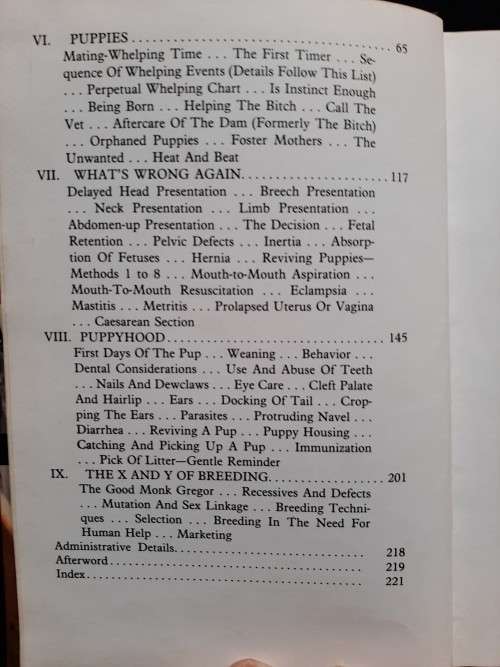 VI. PUPPIES . . . . . . . . . . . . . . . . . . . . . . . . . . . . . . . . . . . . 65
Mating-Whelping Time . . . The First Timer . . . Se-
quence Of Whelping Events (Details Follow This List)
. . . Perpetual Whelping Chart . . . Is Instinct Enough
. . . Being Born . . . Helping The Bitch . . . Call The
Vet . . . Aftercare Of The Dam (Formerly The Bitch)
. . . Orphaned Puppies . . . Foster Mothers . . . The
Unwanted . . . Heat And Beat
VII. WHAT'S WRONG AGAIN. . . . . . . . . . . . . . . . . . . . . 117
Delayed Head Presentation . . . Breech Presentation
. . . Neck Presentation . . . Limb Presentation . . .
Abdomen-up Presentation . . . The Decision . . . Fetal
Retention . . . Pelvic Defects . . . Inertia . . . Absorp-
tion Of Fetuses . . . Hernia . . . Reviving Puppies—
Methods 1 to 8 . . . Mouth-to-Mouth Aspiration . . .
Mouth-To-Mouth Resuscitation . . . Eclampsia . . .
Mastitis . . . Metritis . . . Prolapsed Uterus Or Vagina
. . . Caesarean Section
VIII. PUPPYHOOD. . . . . . . . . . . . . . . . . . . . . . . . . . . . . . . 145
First Days Of The Pup . . . Weaning . . . Behavior . . .
Dental Considerations . . . Use And Abuse Of Teeth
. . . Nails And Dewclaws . . . Eye Care . . . Cleft Palate
And Hairlip . . . Ears . . . Docking Of Tail . . . Crop-
ping The Ears . . . Parasites . . . Protruding Navel . . .
Diarrhea . . . Reviving A Pup . . . Puppy Housing . . .
Catching And Picking Up A Pup . . . Immunization
. . . Pick Of Litter—Gentle Reminder
IX. THE X AND Y OF BREEDING. . . . . . . . . . . . . . . . . 201
The Good Monk Gregor . . . Recessives And Defects
. . . Mutation And Sex Linkage . . . Breeding Techni-
ques . . . Selection . . . Breeding In The Need For
Human Help . . . Marketing
Administrative Details. . . . . . . . . . . . . . . . . . . . . . . . . . . . 218
Afterword . . . . . . . . . . . . . . . . . . . . . . . . . . . . . . . . . . . . . 219
Index . . . . . . . . . . . . . . . . . . . . . . . . . . . . . . . . . . . . . . . . . 221